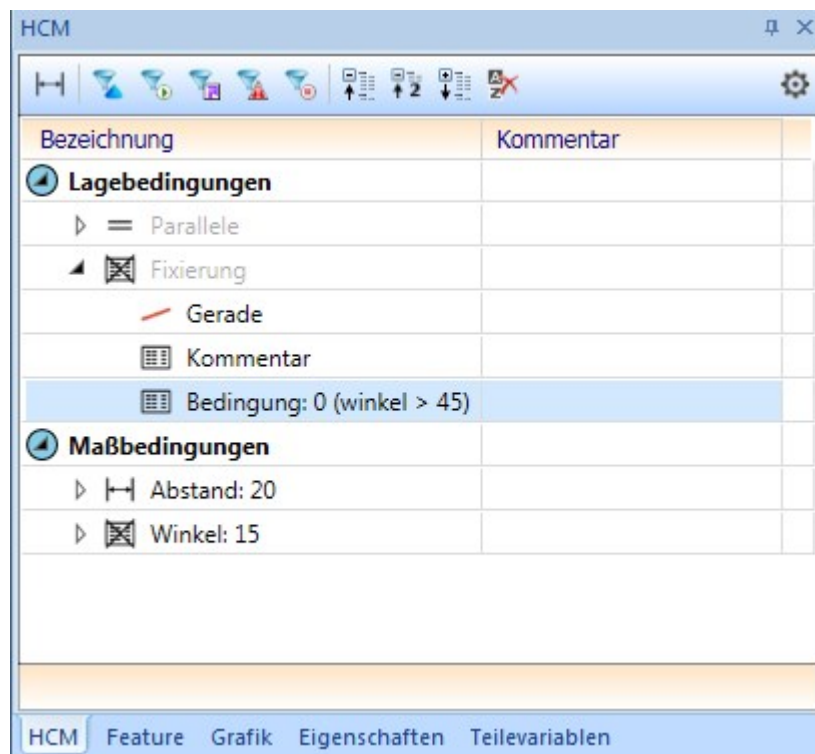 HCM
Bezeichnung Kommentar
Lagebedingungen
Parallele
Fixierung
Gerade
Kommentar
Bedingung: 0 (winkel > 45)
Maßbedingungen
Abstand: 20
Winkel: 15
HCM Feature Grafik Eigenschaften Teilevariablen